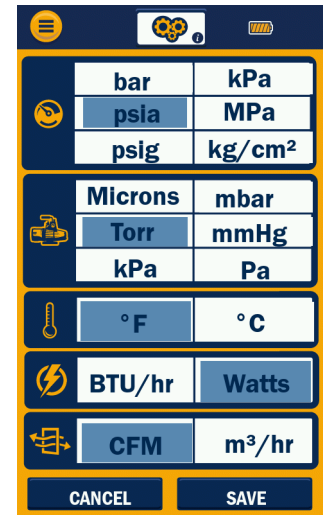 bar kPa
psia MPa
psig kg/cm²
Microns mbar
Torr mmHg
kPa Pa
°F °C
BTU/hr Watts
CFM m³/hr
CANCEL SAVE